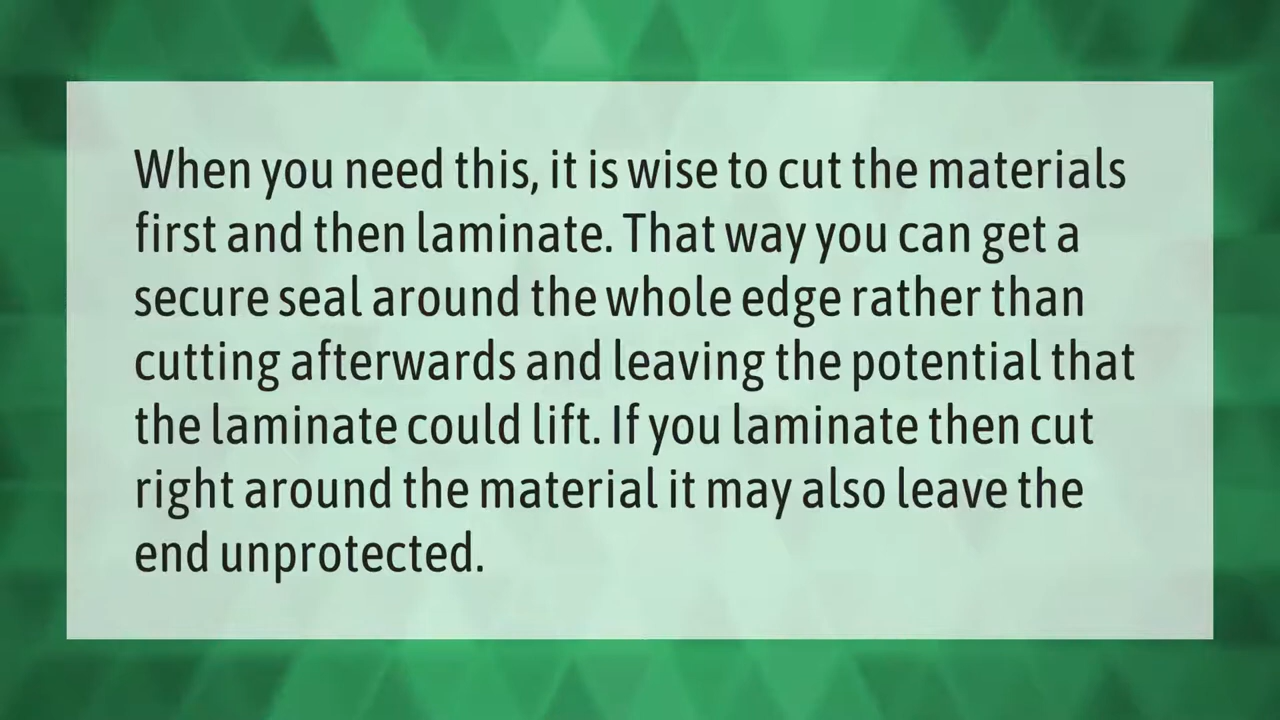 When you need this, it is wise to cut the materials
first and then laminate. That way you can get a
secure seal around the whole edge rather than
cutting afterwards and leaving the potential that
the laminate could lift. If you laminate then cut
right around the material it may also leave the
end unprotected.